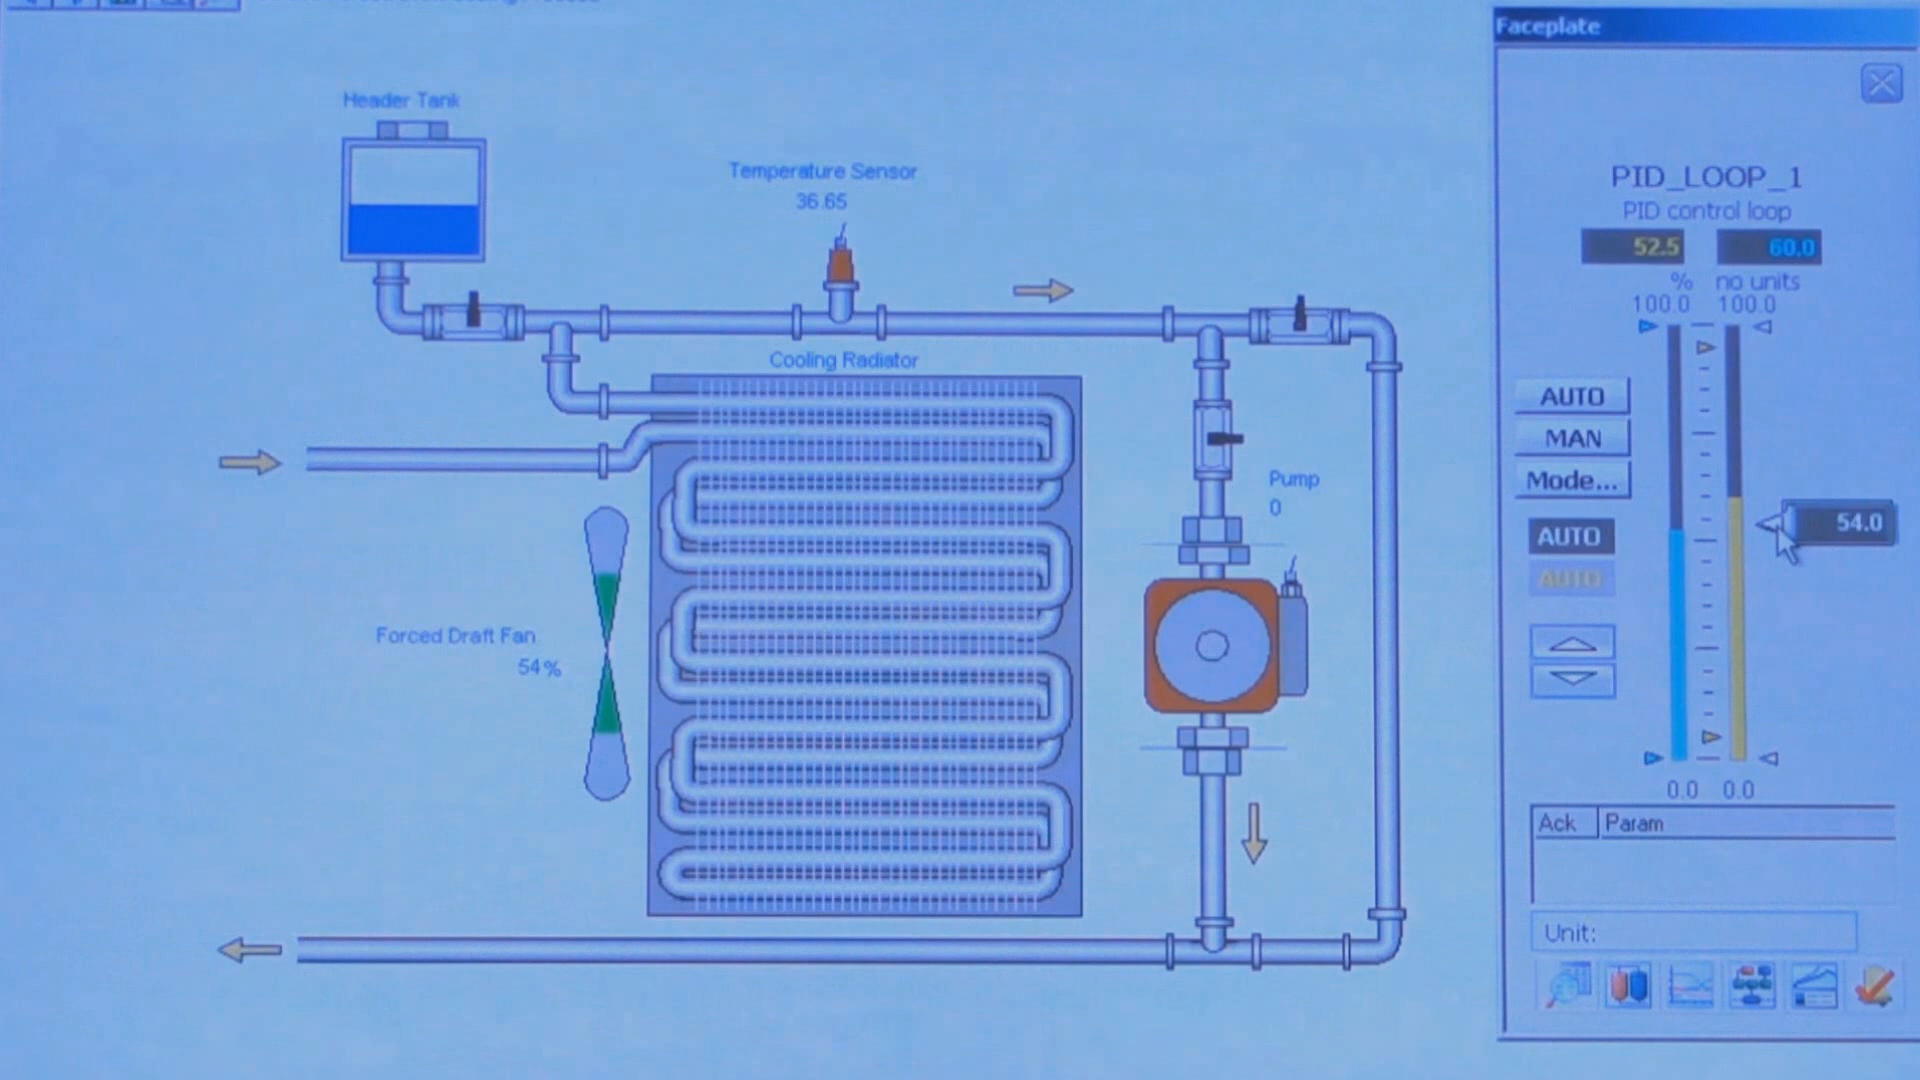 Header Tank
Temperature Sensor
36.65
Cooling Radiator
Pump
0
Forced Draft Fan
54%
Faceplate
PID_LOOP_1
PID control loop
52.5 60.0
% no units
100.0 100.0
AUTO
MAN
Mode...
54.0
AUTO
AUTO
0.0 0.0
Ack Param
Unit: